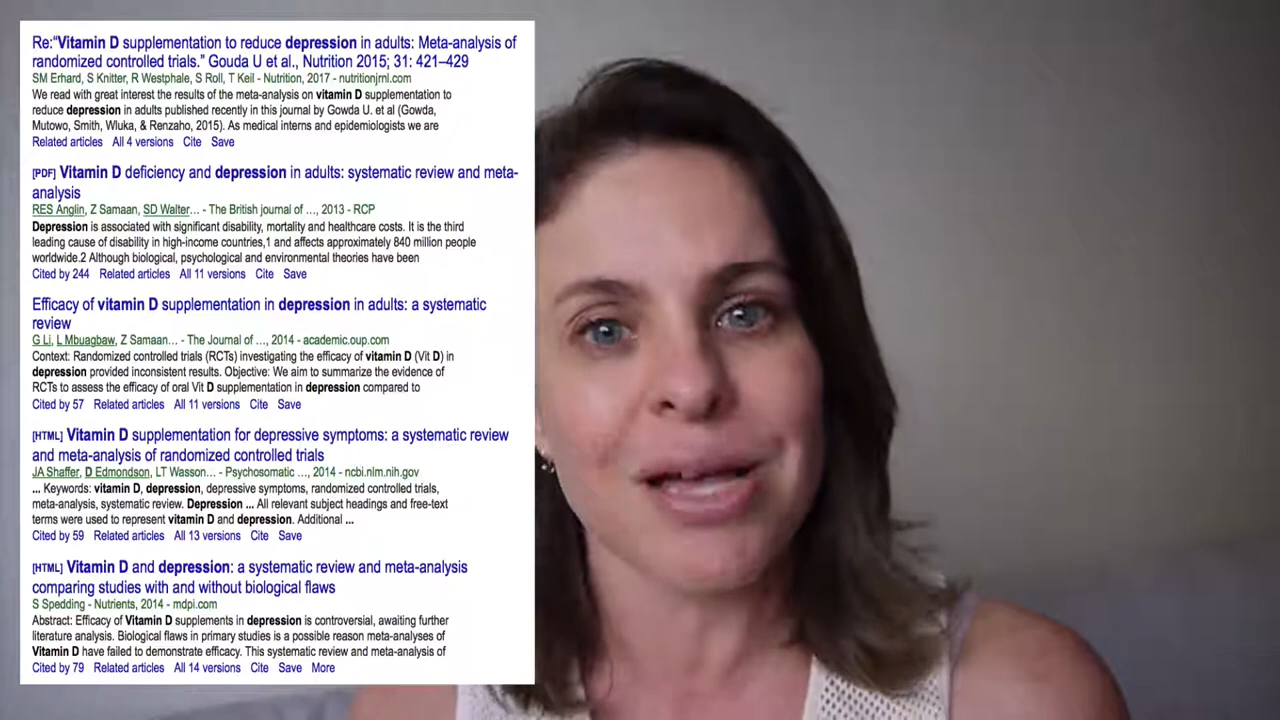 Re:“Vitamin D supplementation to reduce depression in adults: Meta-analysis of
randomized controlled trials.” Gouda U et al., Nutrition 2015; 31: 421–429
SM Erhard, S Knitter, R Westphale, S Roll, T Keil - Nutrition, 2017 - nutritionjrnl.com
We read with great interest the results of the meta-analysis on vitamin D supplementation to
reduce depression in adults published recently in this journal by Gowda U. et al (Gowda,
Mutowo, Smith, Wluka, & Renzaho, 2015). As medical interns and epidemiologists we are
Related articles All 4 versions Cite Save
[PDF] Vitamin D deficiency and depression in adults: systematic review and meta-
analysis
RES Anglin, Z Samaan, SD Walter… - The British journal of …, 2013 - RCP
Depression is associated with significant disability, mortality and healthcare costs. It is the third
leading cause of disability in high-income countries,1 and affects approximately 840 million people
worldwide.2 Although biological, psychological and environmental theories have been
Cited by 244 Related articles All 11 versions Cite Save
Efficacy of vitamin D supplementation in depression in adults: a systematic
review
G Li, L Mbuagbaw, Z Samaan… - The Journal of …, 2014 - academic.oup.com
Context: Randomized controlled trials (RCTs) investigating the efficacy of vitamin D (Vit D) in
depression provided inconsistent results. Objective: We aim to summarize the evidence of
RCTs to assess the efficacy of oral Vit D supplementation in depression compared to
Cited by 57 Related articles All 11 versions Cite Save
[HTML] Vitamin D supplementation for depressive symptoms: a systematic review
and meta-analysis of randomized controlled trials
JA Shaffer, D Edmondson, LT Wasson… - Psychosomatic …, 2014 - ncbi.nlm.nih.gov
... Keywords: vitamin D, depression, depressive symptoms, randomized controlled trials,
meta-analysis, systematic review. Depression ... All relevant subject headings and free-text
terms were used to represent vitamin D and depression. Additional ...
Cited by 59 Related articles All 13 versions Cite Save
[HTML] Vitamin D and depression: a systematic review and meta-analysis
comparing studies with and without biological flaws
S Spedding - Nutrients, 2014 - mdpi.com
Abstract: Efficacy of Vitamin D supplements in depression is controversial, awaiting further
literature analysis. Biological flaws in primary studies is a possible reason meta-analyses of
Vitamin D have failed to demonstrate efficacy. This systematic review and meta-analysis of
Cited by 79 Related articles All 14 versions Cite Save More